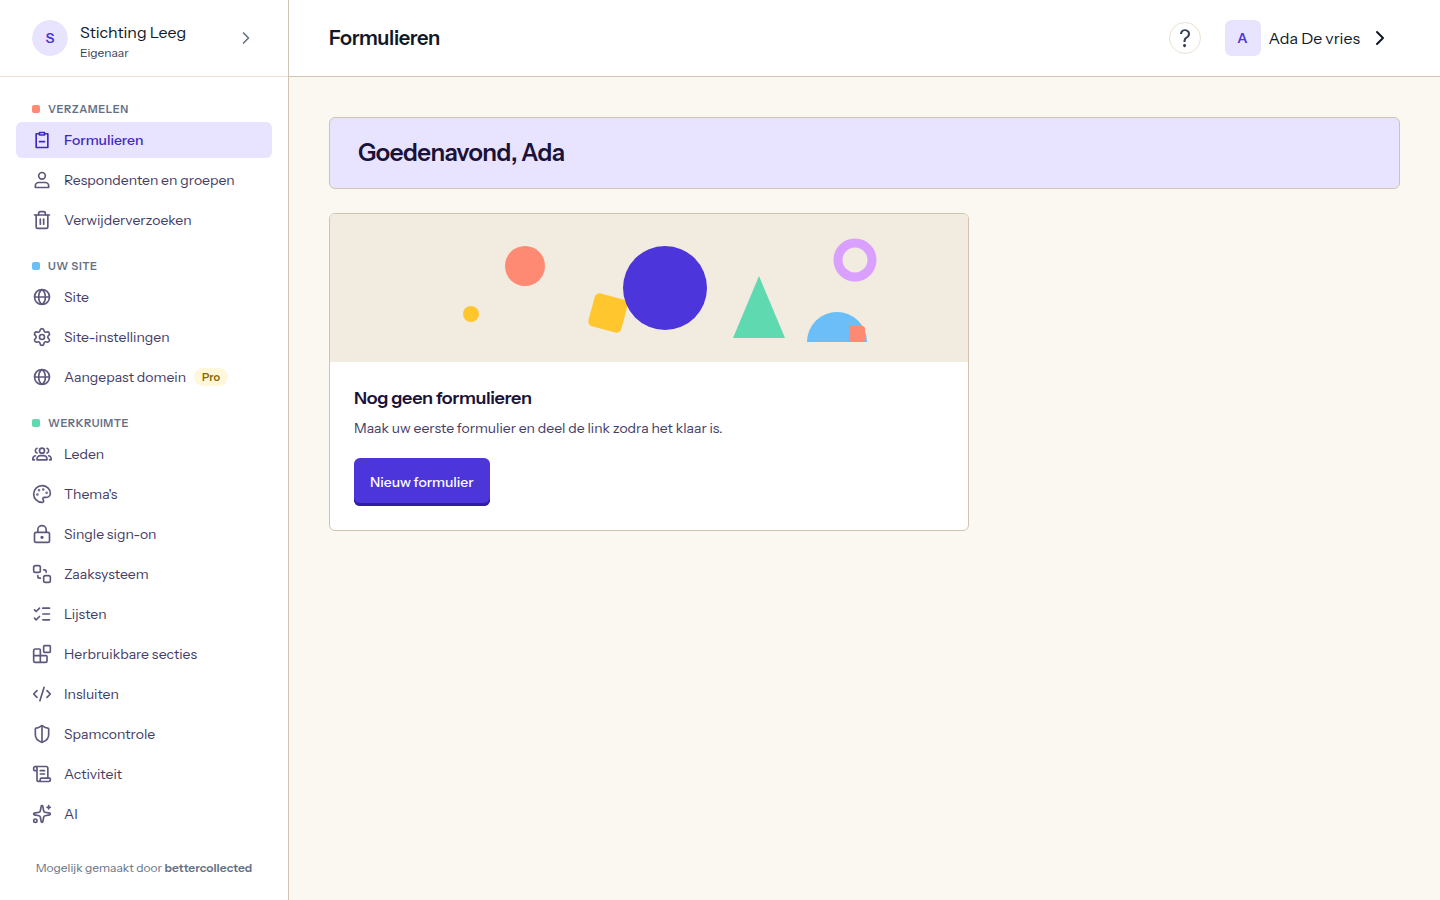 S
Stichting Leeg
Eigenaar
VERZAMELEN
Formulieren
Respondenten en groepen
Verwijderverzoeken
UW SITE
Site
Site-instellingen
Aangepast domein Pro
WERKRUIMTE
Leden
Thema's
Single sign-on
Zaaksysteem
Lijsten
Herbruikbare secties
Insluiten
Spamcontrole
Activiteit
AI
Mogelijk gemaakt door bettercollected
Formulieren
? A Ada De vries
Goedenavond, Ada
Nog geen formulieren
Maak uw eerste formulier en deel de link zodra het klaar is.
Nieuw formulier